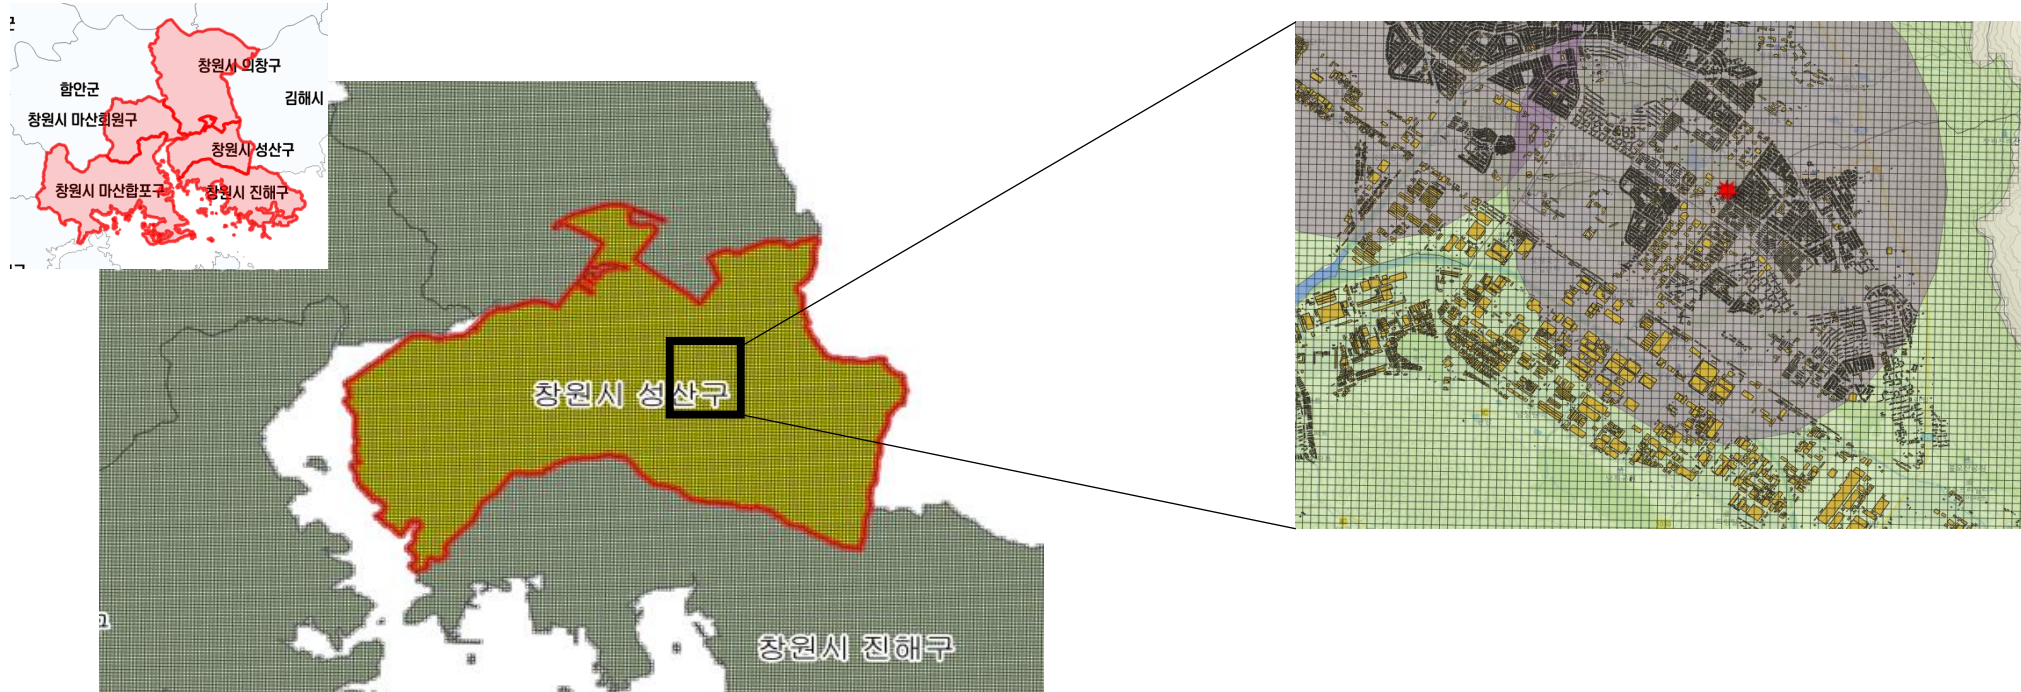 창원시 의창구
함안군
김해시
창원시 마산회원구
창원시 성산구
창원시 마산합포구
창원시 진해구
창원시 성산구
창원시 진해구